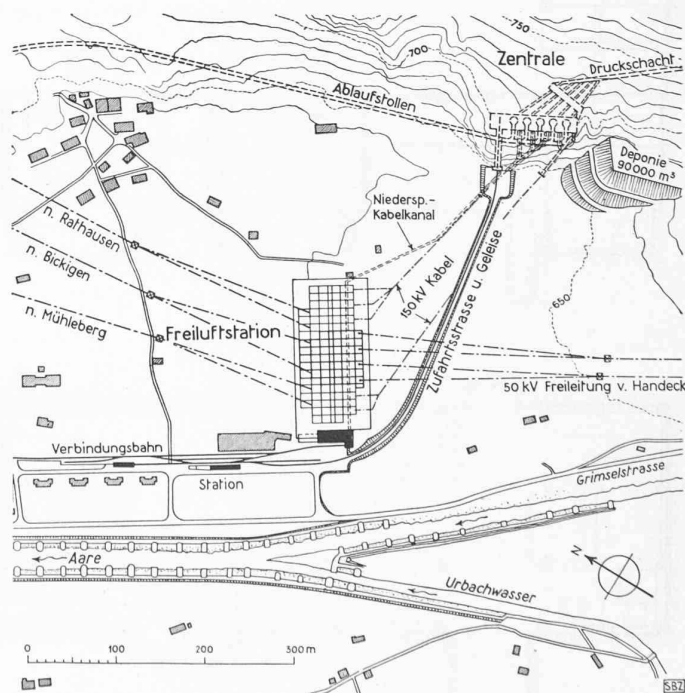 750
700
Zentrale
Druckschacht
Ablaufstollen
Deponie
90000 m³
Niedersp.-
Kabelkanal
n. Rathausen
n. Bickigen
n. Mühleberg
Freiluftstation
150 kV Kabel
Zufahrtsstrasse u. Geleise
650
50 kV Freileitung v. Handeck
Verbindungsbahn
Station
Grimselstrasse
Aare
Urbachwasser
N
0 100 200 300 m
SBZ